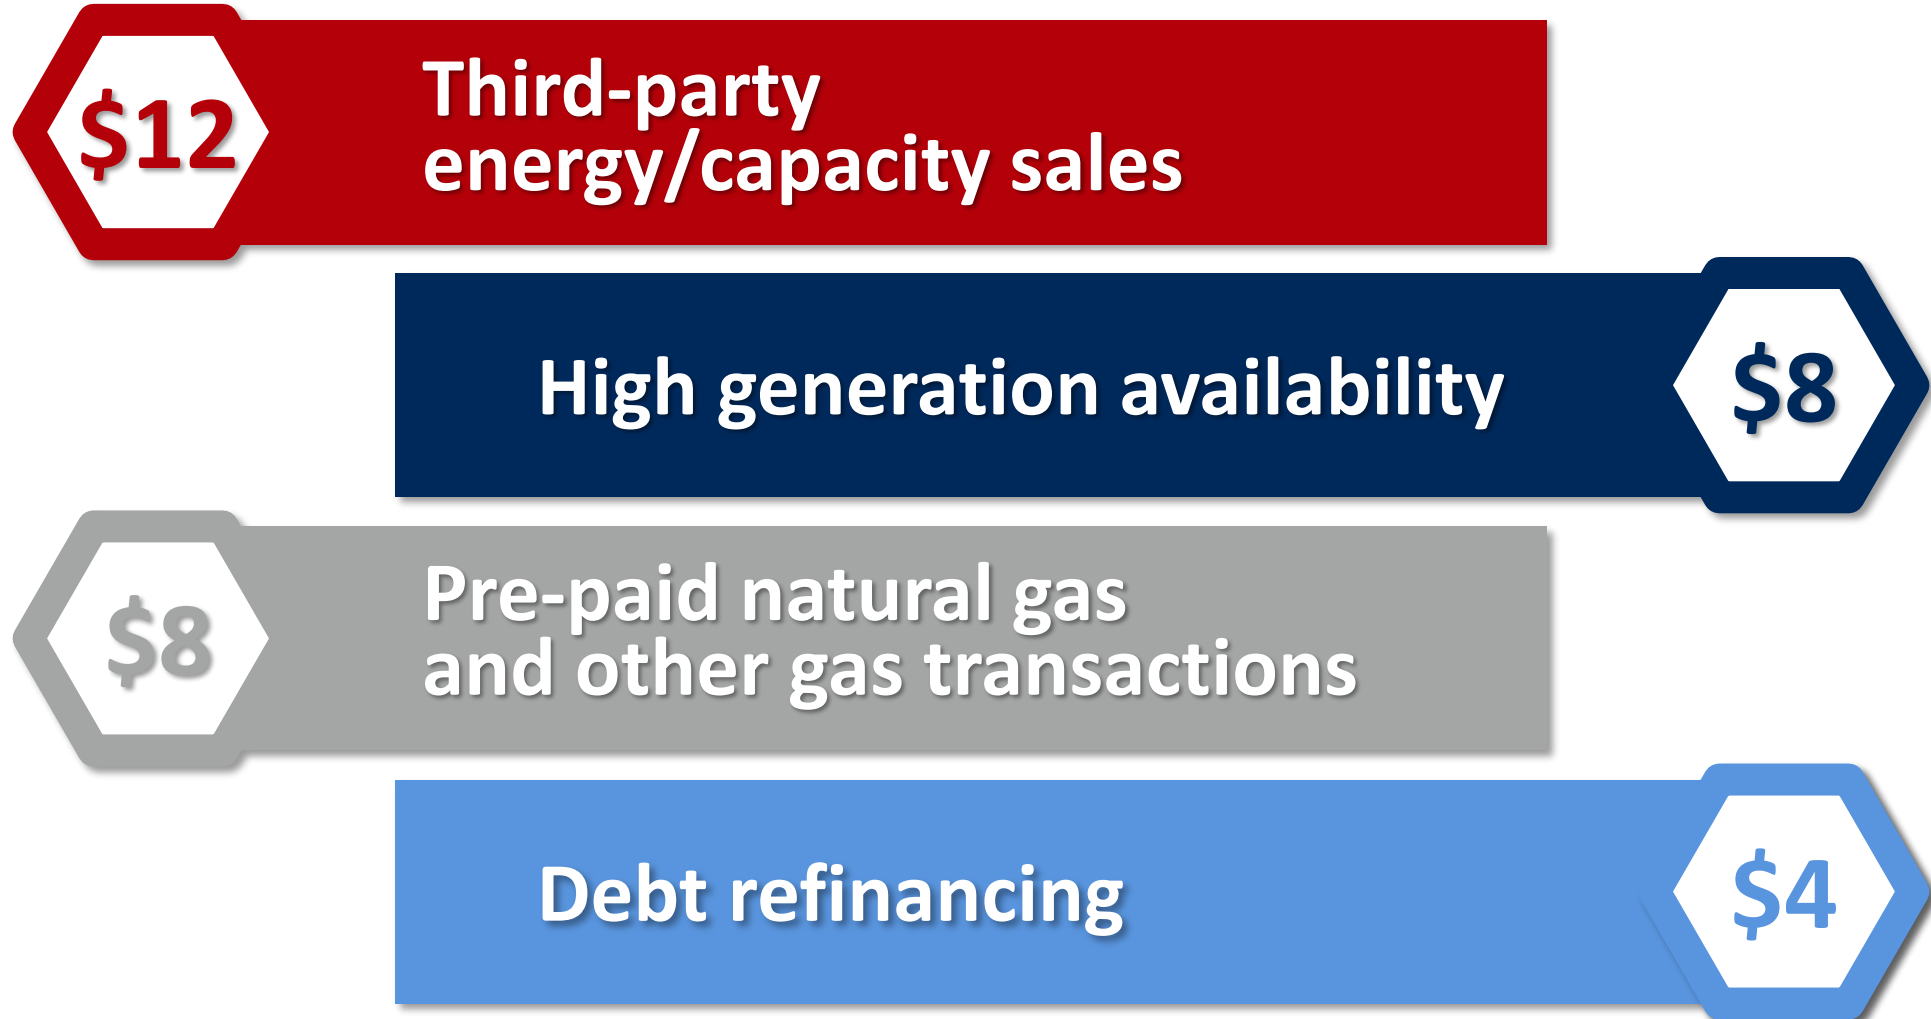 $12
Third-party
energy/capacity sales
High generation availability
$8
$8
Pre-paid natural gas
and other gas transactions
Debt refinancing
$4